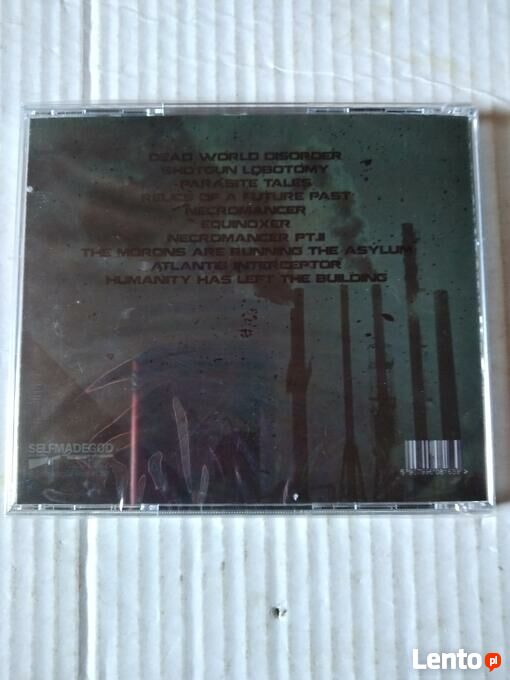 DEAD WORLD DISORDER
SHOTGUN LOBOTOMY
PARASITE TALES
RELICS OF A FUTURE PAST
NECROMANCER
EQUINOXER
NECROMANCER PT.II
THE MORONS ARE RUNNING THE ASYLUM
ATLANTIS INTERCEPTOR
HUMANITY HAS LEFT THE BUILDING
SELFMADEGOD
Lento pl